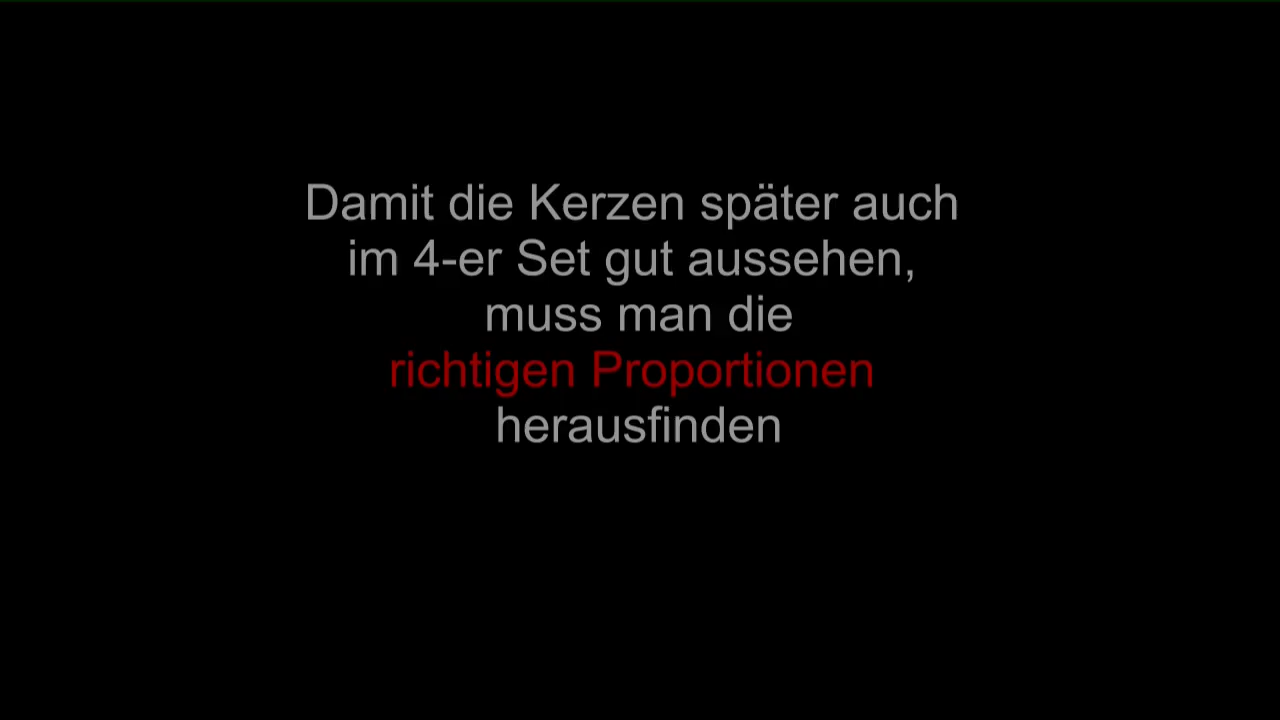 Damit die Kerzen später auch
im 4-er Set gut aussehen,
muss man die
richtigen Proportionen
herausfinden